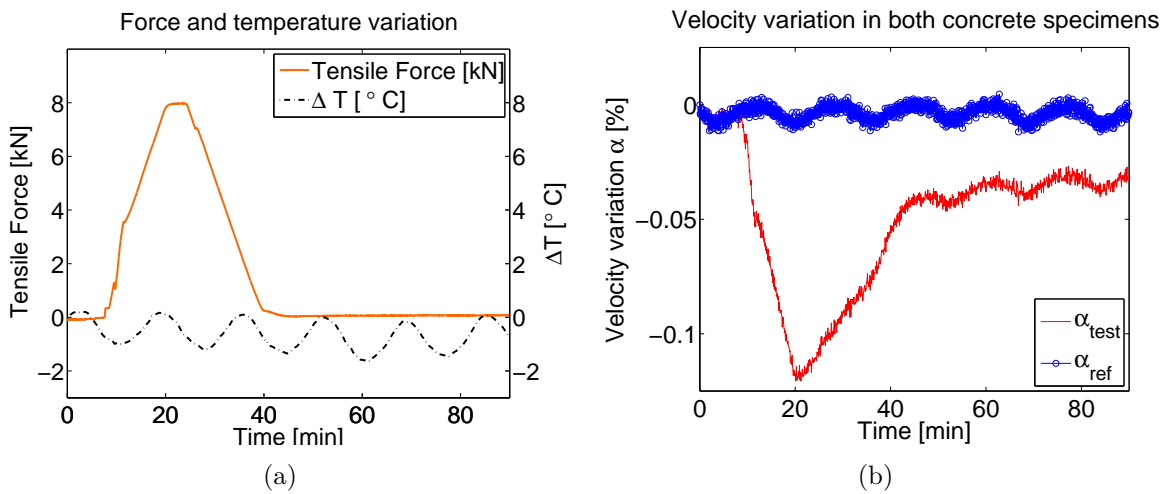 Force and temperature variation
Tensile Force [kN]
Δ T [ ° C]
Tensile Force [kN]
8
6
4
2
0
−2
8
6
4
2
0
−2
ΔT [° C]
0 20 40 60 80
Time [min]
(a)
Velocity variation in both concrete specimens
Velocity variation α [%]
0
−0.05
−0.1
α_test
α_ref
0 20 40 60 80
Time [min]
(b)